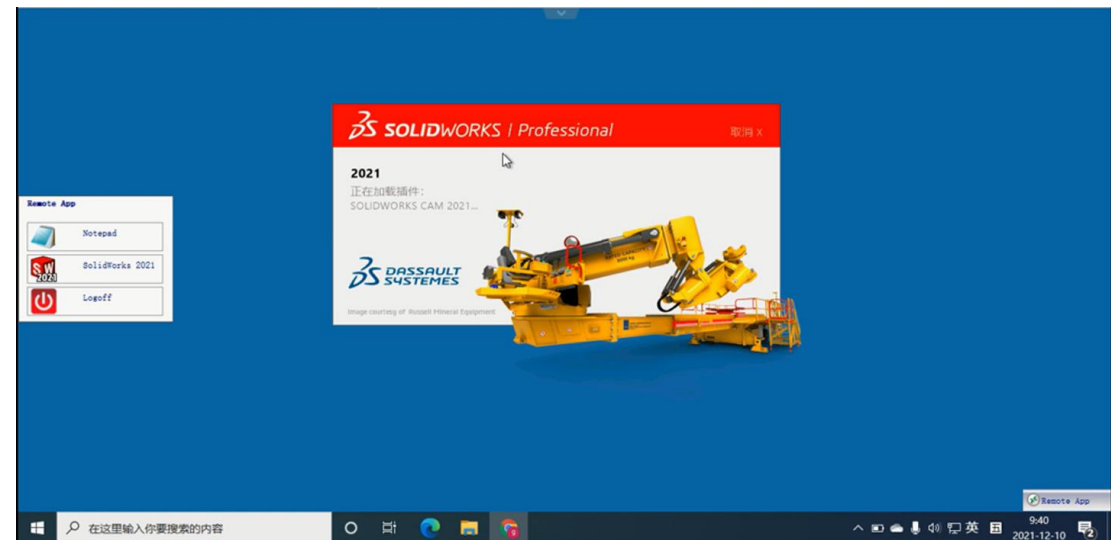 SOLIDWORKS | Professional
取消 X
2021
正在加载插件:
SOLIDWORKS CAM 2021...
DASSAULT
SYSTEMES
Image courtesy of Russell Mineral Equipment
Remote App
Notepad
SolidWorks 2021
Logoff
Remote App
在这里输入你要搜索的内容
英
五
9:40
2021-12-10
2